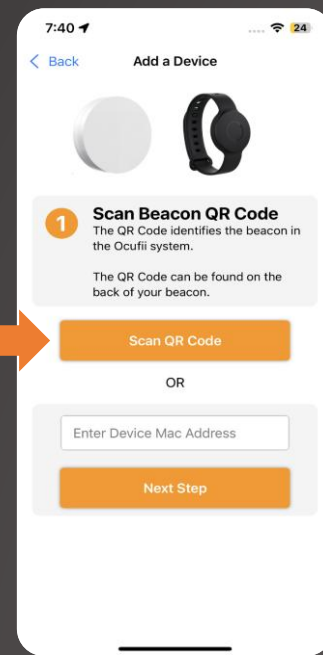 7:40
24
Back
Add a Device
1
Scan Beacon QR Code
The QR Code identifies the beacon in
the Ocufii system.
The QR Code can be found on the
back of your beacon.
Scan QR Code
OR
Enter Device Mac Address
Next Step